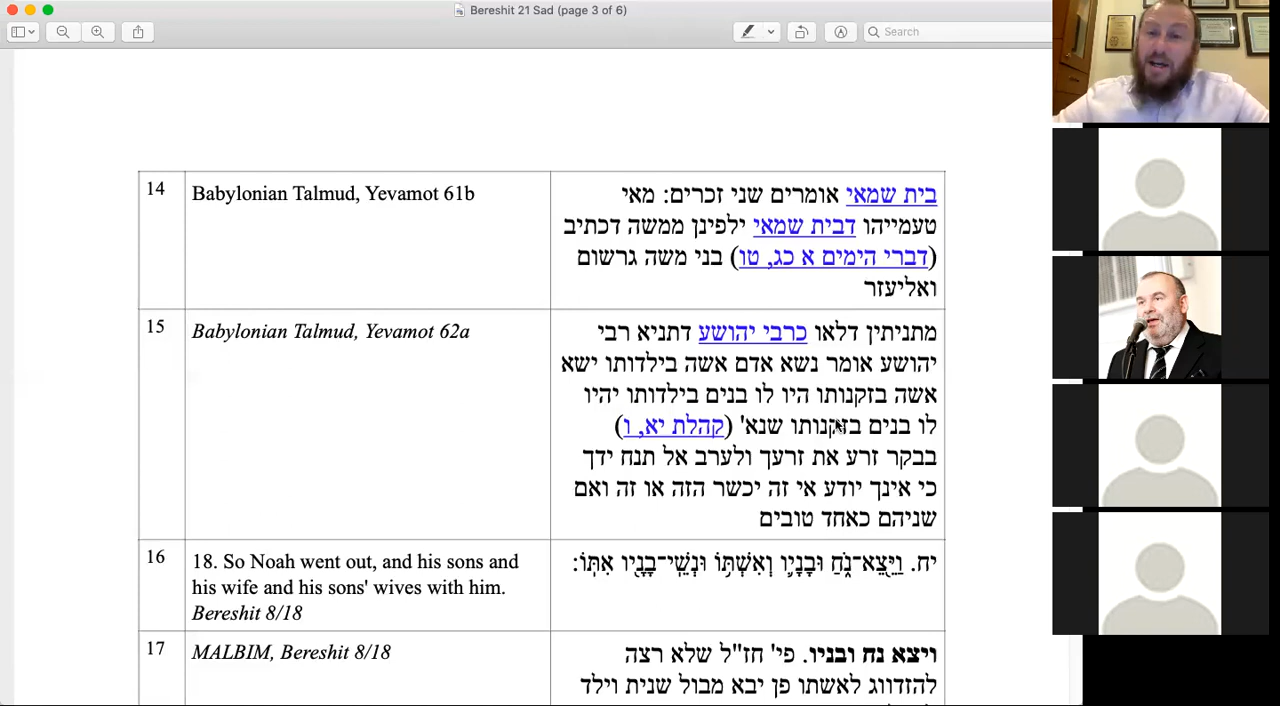 Bereshit 21 Sad (page 3 of 6)
Search
14
Babylonian Talmud, Yevamot 61b
בית שמאי אומרים שני זכרים: מאי
טעמייהו דבית שמאי ילפינן ממשה דכתיב
(דברי הימים א כג, טו) בני משה גרשום
ואליעזר
15
Babylonian Talmud, Yevamot 62a
מתניתין דלאו כרבי יהושע דתניא רבי
יהושע אומר נשא אדם אשה בילדותו ישא
אשה בזקנותו היו לו בנים בילדותו יהיו
לו בנים בזקנותו שנא' (קהלת יא, ו)
בבקר זרע את זרעך ולערב אל תנח ידך
כי אינך יודע אי זה יכשר הזה או זה ואם
שניהם כאחד טובים
16
18. So Noah went out, and his sons and
his wife and his sons' wives with him.
Bereshit 8/18
יח. וַיֵּצֵא־נֹ֑חַ וּבָנָ֛יו וְאִשְׁתּ֥וֹ וּנְשֵֽׁי־בָנָ֖יו אִתּֽוֹ:
17
MALBIM, Bereshit 8/18
ויצא נח ובניו. פי' חז"ל שלא רצה
להזדווג לאשתו פן יבא מבול שנית וילד